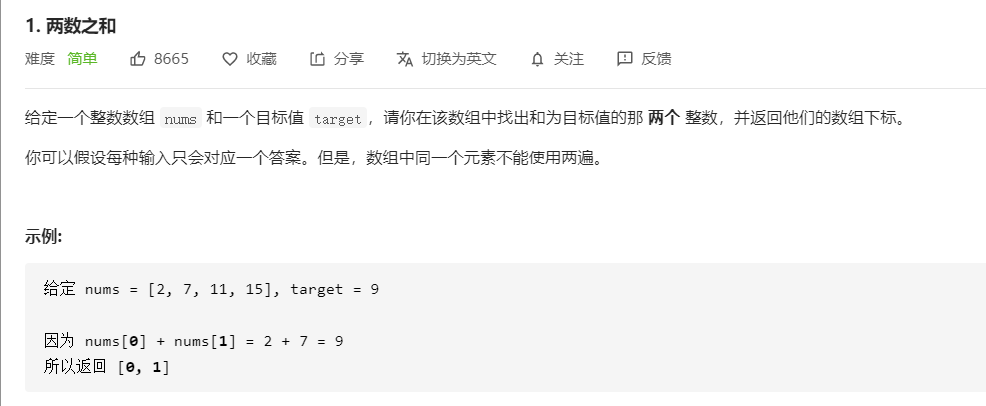 1. 两数之和
难度 简单 8665 收藏 分享 切换为英文 关注 反馈
给定一个整数数组 nums 和一个目标值 target，请你在该数组中找出和为目标值的那 两个 整数，并返回他们的数组下标。
你可以假设每种输入只会对应一个答案。但是，数组中同一个元素不能使用两遍。
示例:
给定 nums = [2, 7, 11, 15], target = 9
因为 nums[0] + nums[1] = 2 + 7 = 9
所以返回 [0, 1]